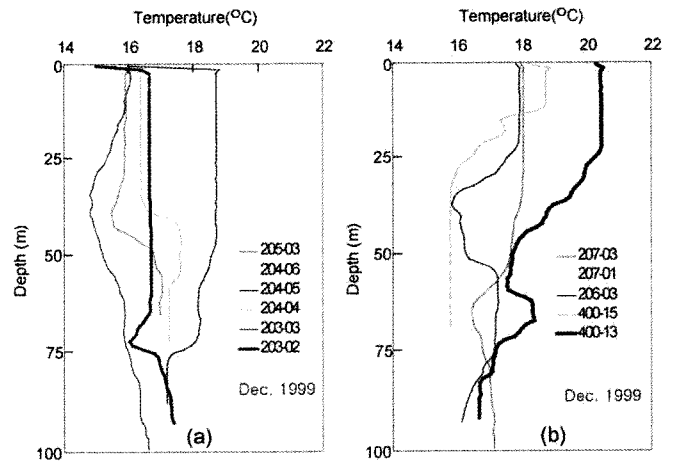 Temperature(°C)
14 16 18 20 22
0
25
50
75
100
Depth (m)
205-03
204-06
204-05
204-04
203-03
203-02
Dec. 1999
(a)
Temperature(°C)
14 16 18 20 22
0
25
50
75
100
Depth (m)
207-03
207-01
206-03
400-15
400-13
Dec. 1999
(b)